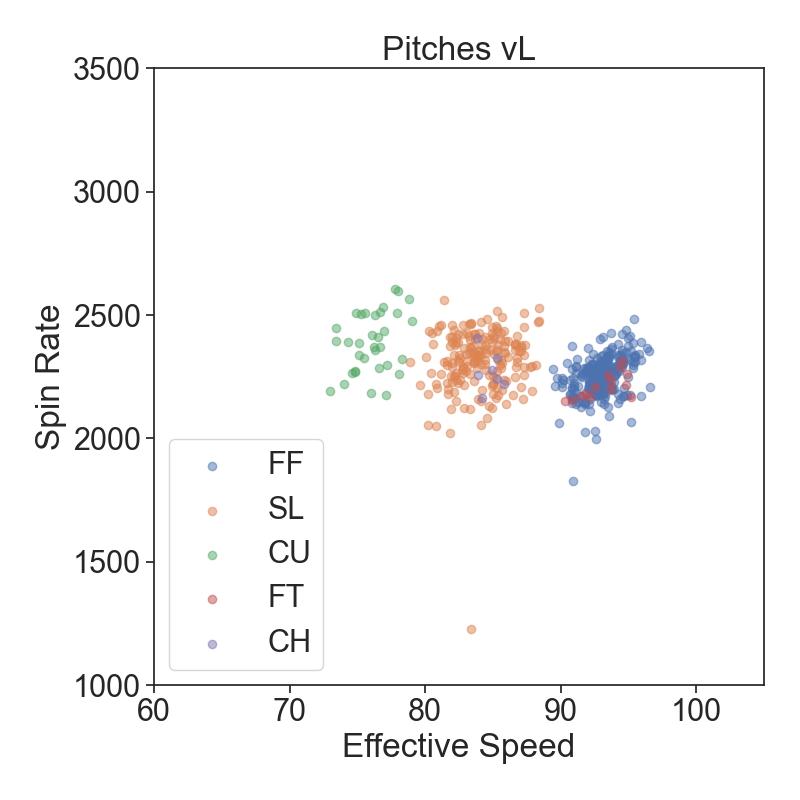 Pitches vL
3500
3000
2500
2000
1500
1000
Spin Rate
FF
SL
CU
FT
CH
60 70 80 90 100
Effective Speed